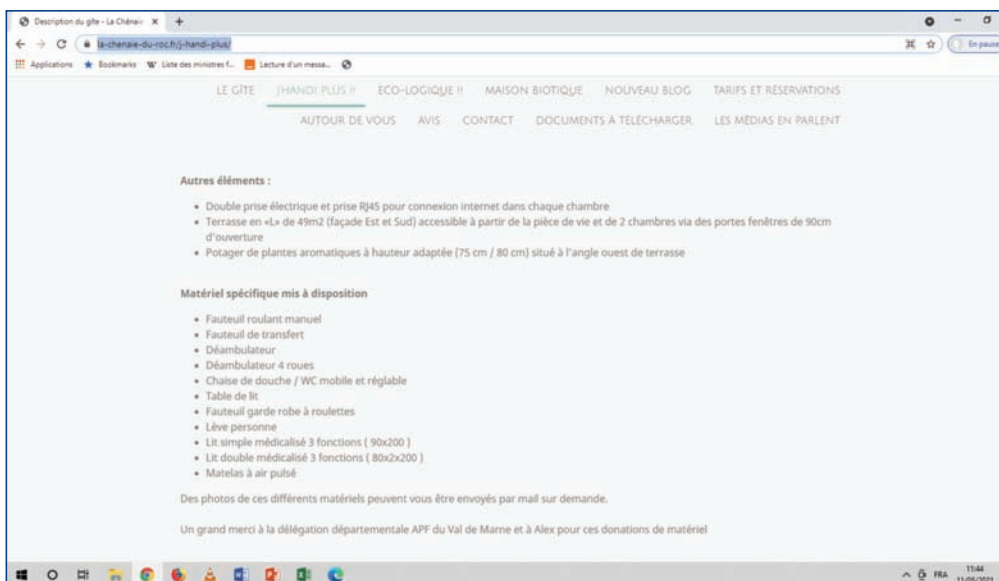 Description du gîte - La Chênaie
la-chenaie-du-roc.fr/j-handi-plus/
En pause
Applications
Bookmarks
W Liste des ministres f...
Lecture d'un messa...
LE GÎTE
J'HANDI PLUS !!
ECO-LOGIQUE !!
MAISON BIOTIQUE
NOUVEAU BLOG
TARIFS ET RÉSERVATIONS
AUTOUR DE VOUS
AVIS
CONTACT
DOCUMENTS À TÉLÉCHARGER
LES MÉDIAS EN PARLENT
Autres éléments :
• Double prise électrique et prise RJ45 pour connexion internet dans chaque chambre
• Terrasse en «L» de 49m2 (façade Est et Sud) accessible à partir de la pièce de vie et de 2 chambres via des portes fenêtres de 90cm
d'ouverture
• Potager de plantes aromatiques à hauteur adaptée (75 cm / 80 cm) situé à l'angle ouest de terrasse
Matériel spécifique mis à disposition
• Fauteuil roulant manuel
• Fauteuil de transfert
• Déambulateur
• Déambulateur 4 roues
• Chaise de douche / WC mobile et réglable
• Table de lit
• Fauteuil garde robe à roulettes
• Lève personne
• Lit simple médicalisé 3 fonctions ( 90x200 )
• Lit double médicalisé 3 fonctions ( 80x2x200 )
• Matelas à air pulsé
Des photos de ces différents matériels peuvent vous être envoyés par mail sur demande.
Un grand merci à la délégation départementale APF du Val de Marne et à Alex pour ces donations de matériel
FRA
11:44